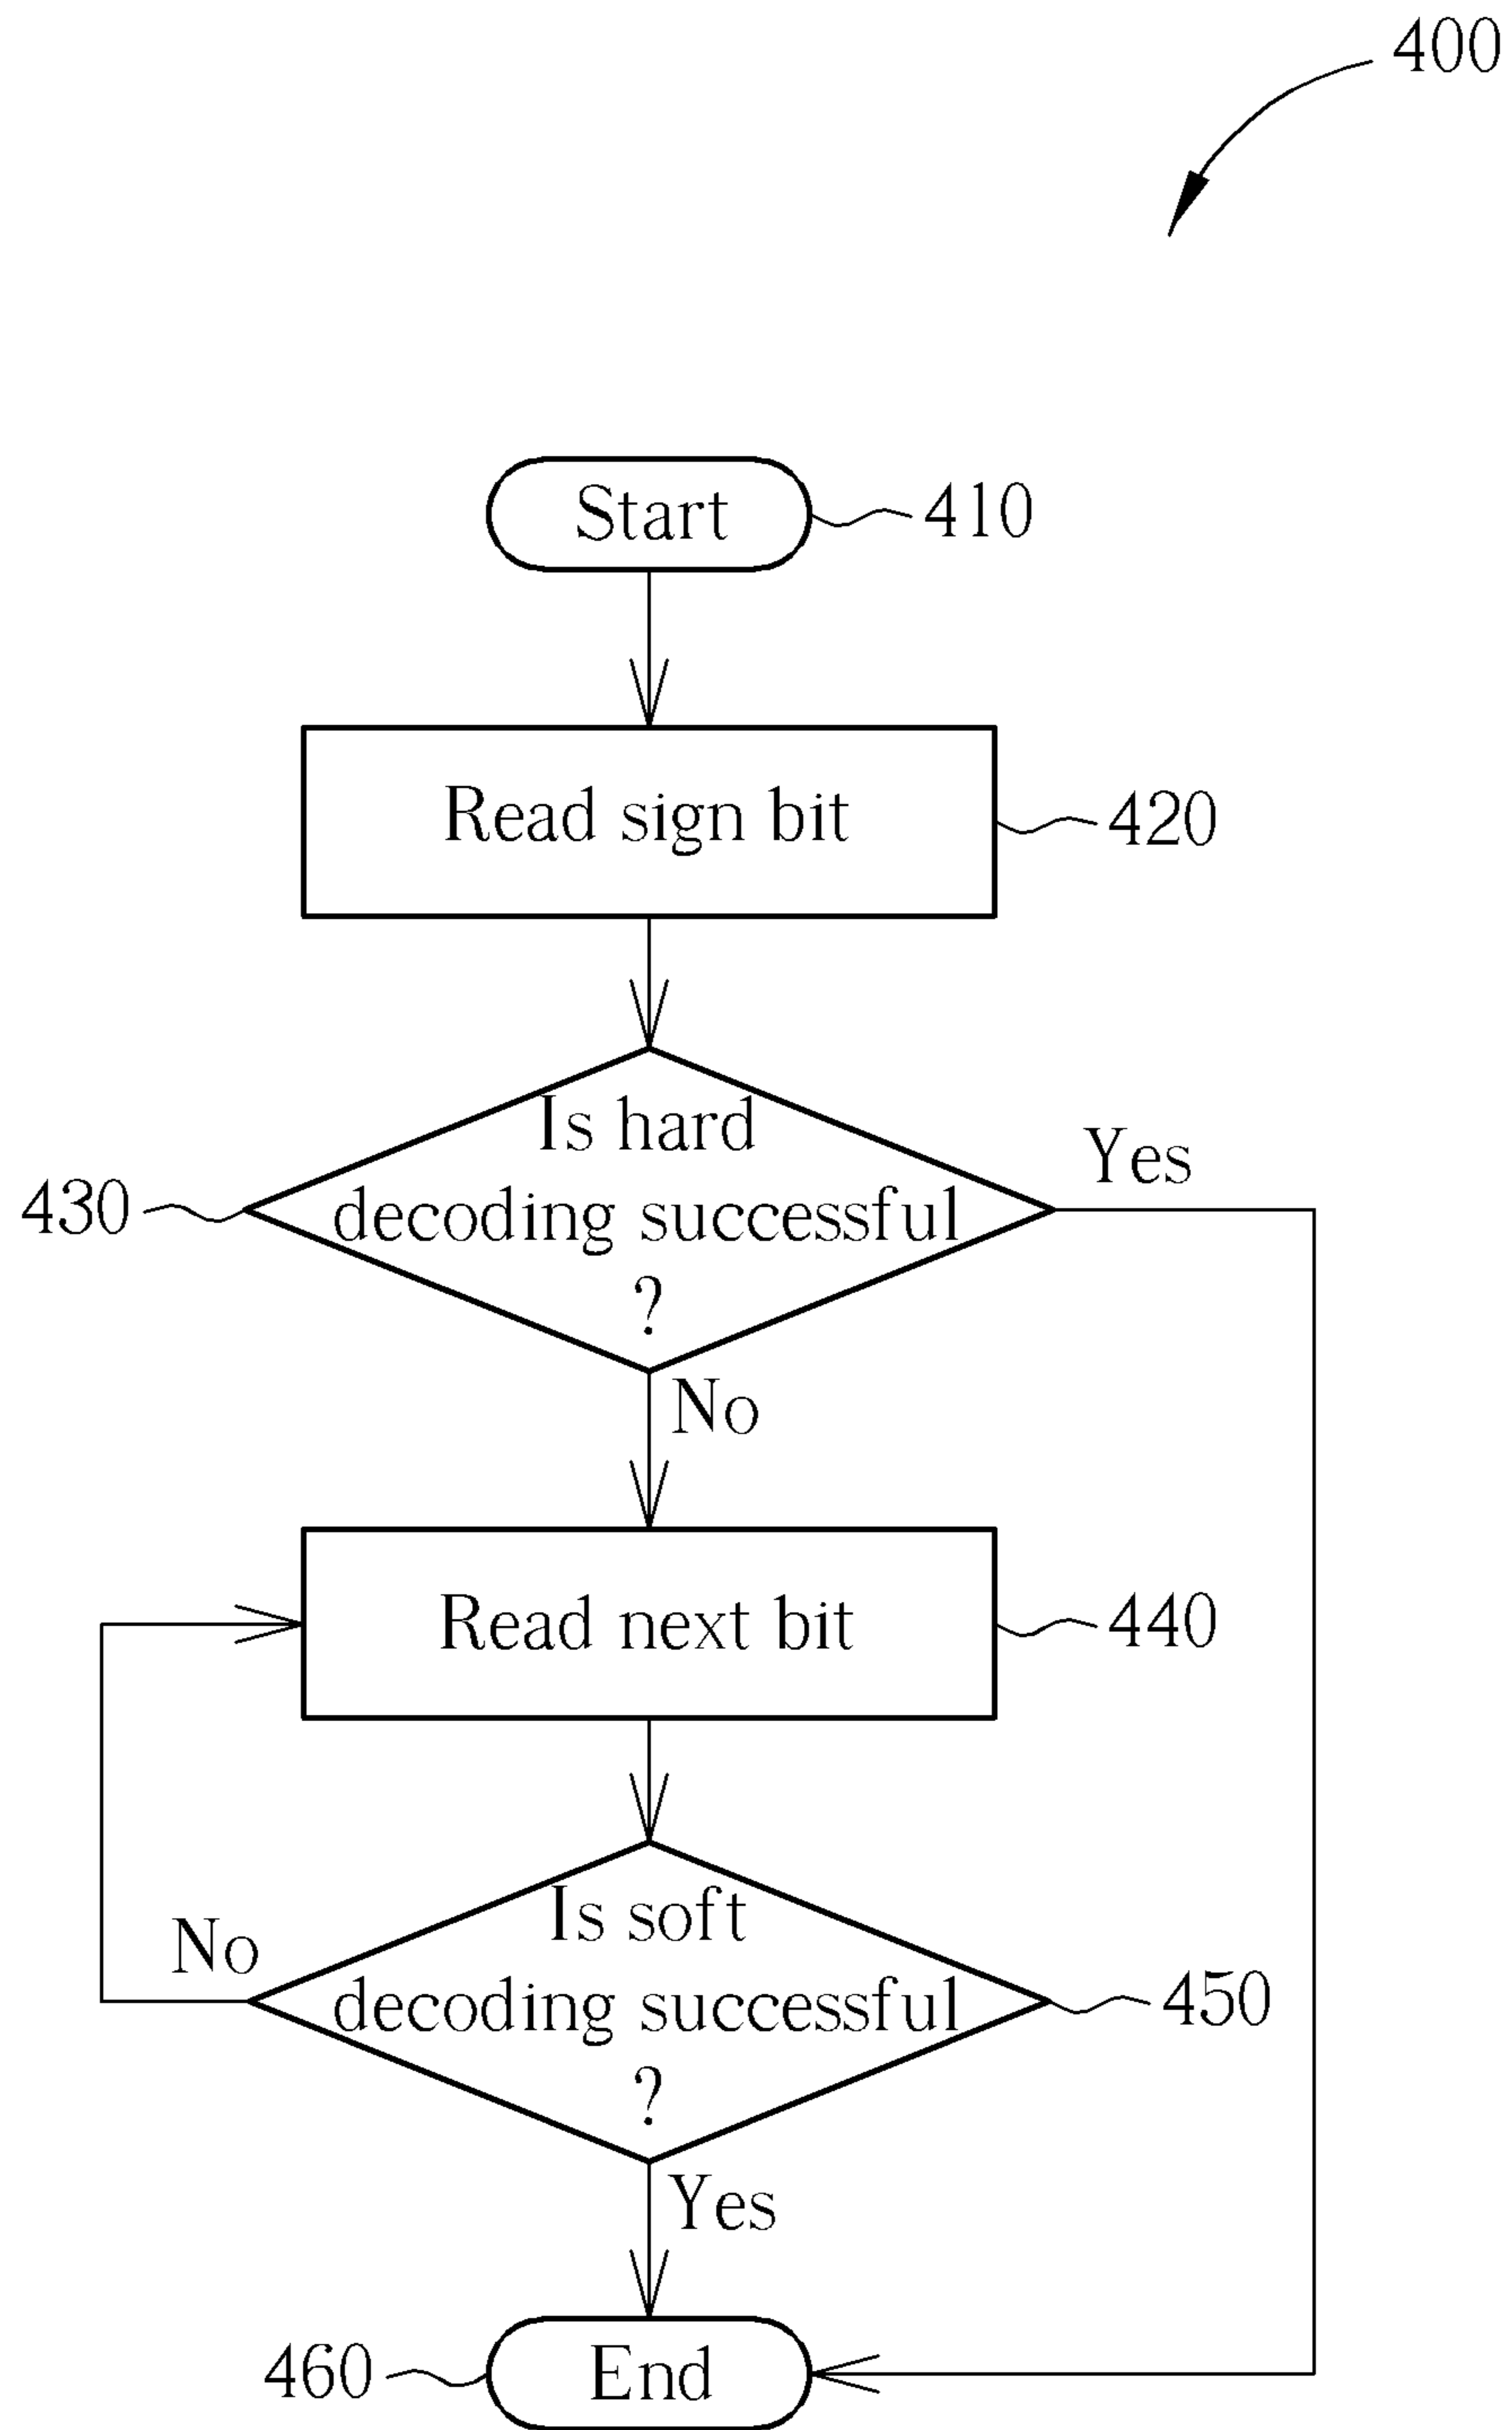 400
Start
410
Read sign bit
420
Is hard
decoding successful
?
430
Yes
No
Read next bit
440
Is soft
decoding successful
?
No
450
Yes
End
460